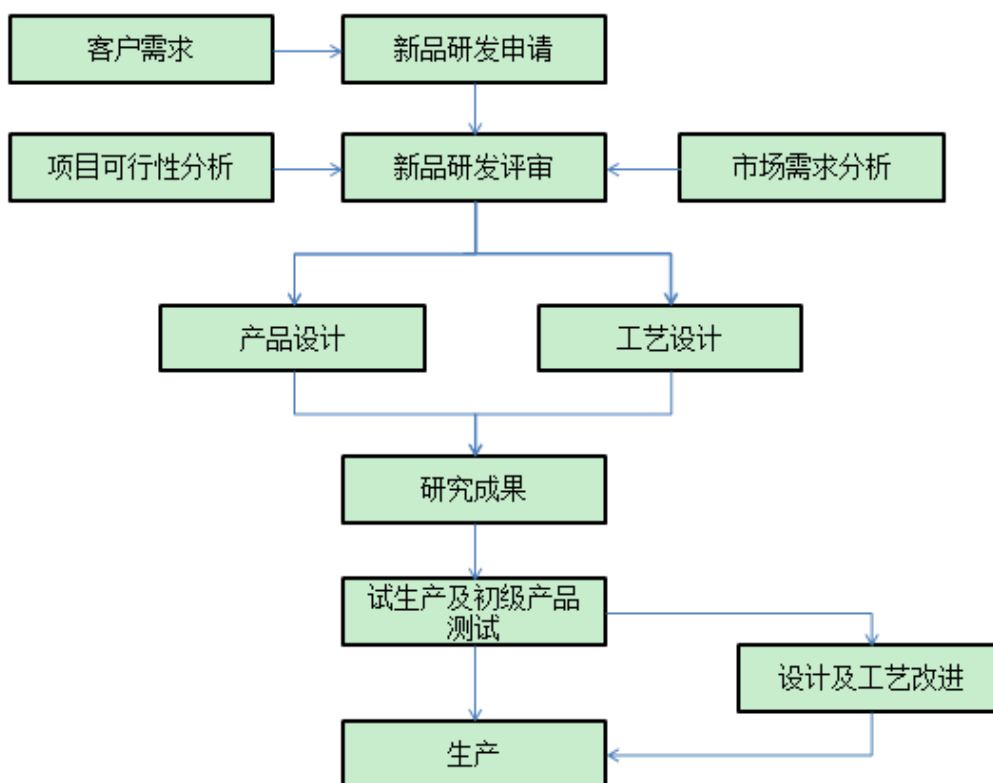 客户需求
新品研发申请
项目可行性分析
新品研发评审
市场需求分析
产品设计
工艺设计
研究成果
试生产及初级产品
测试
设计及工艺改进
生产